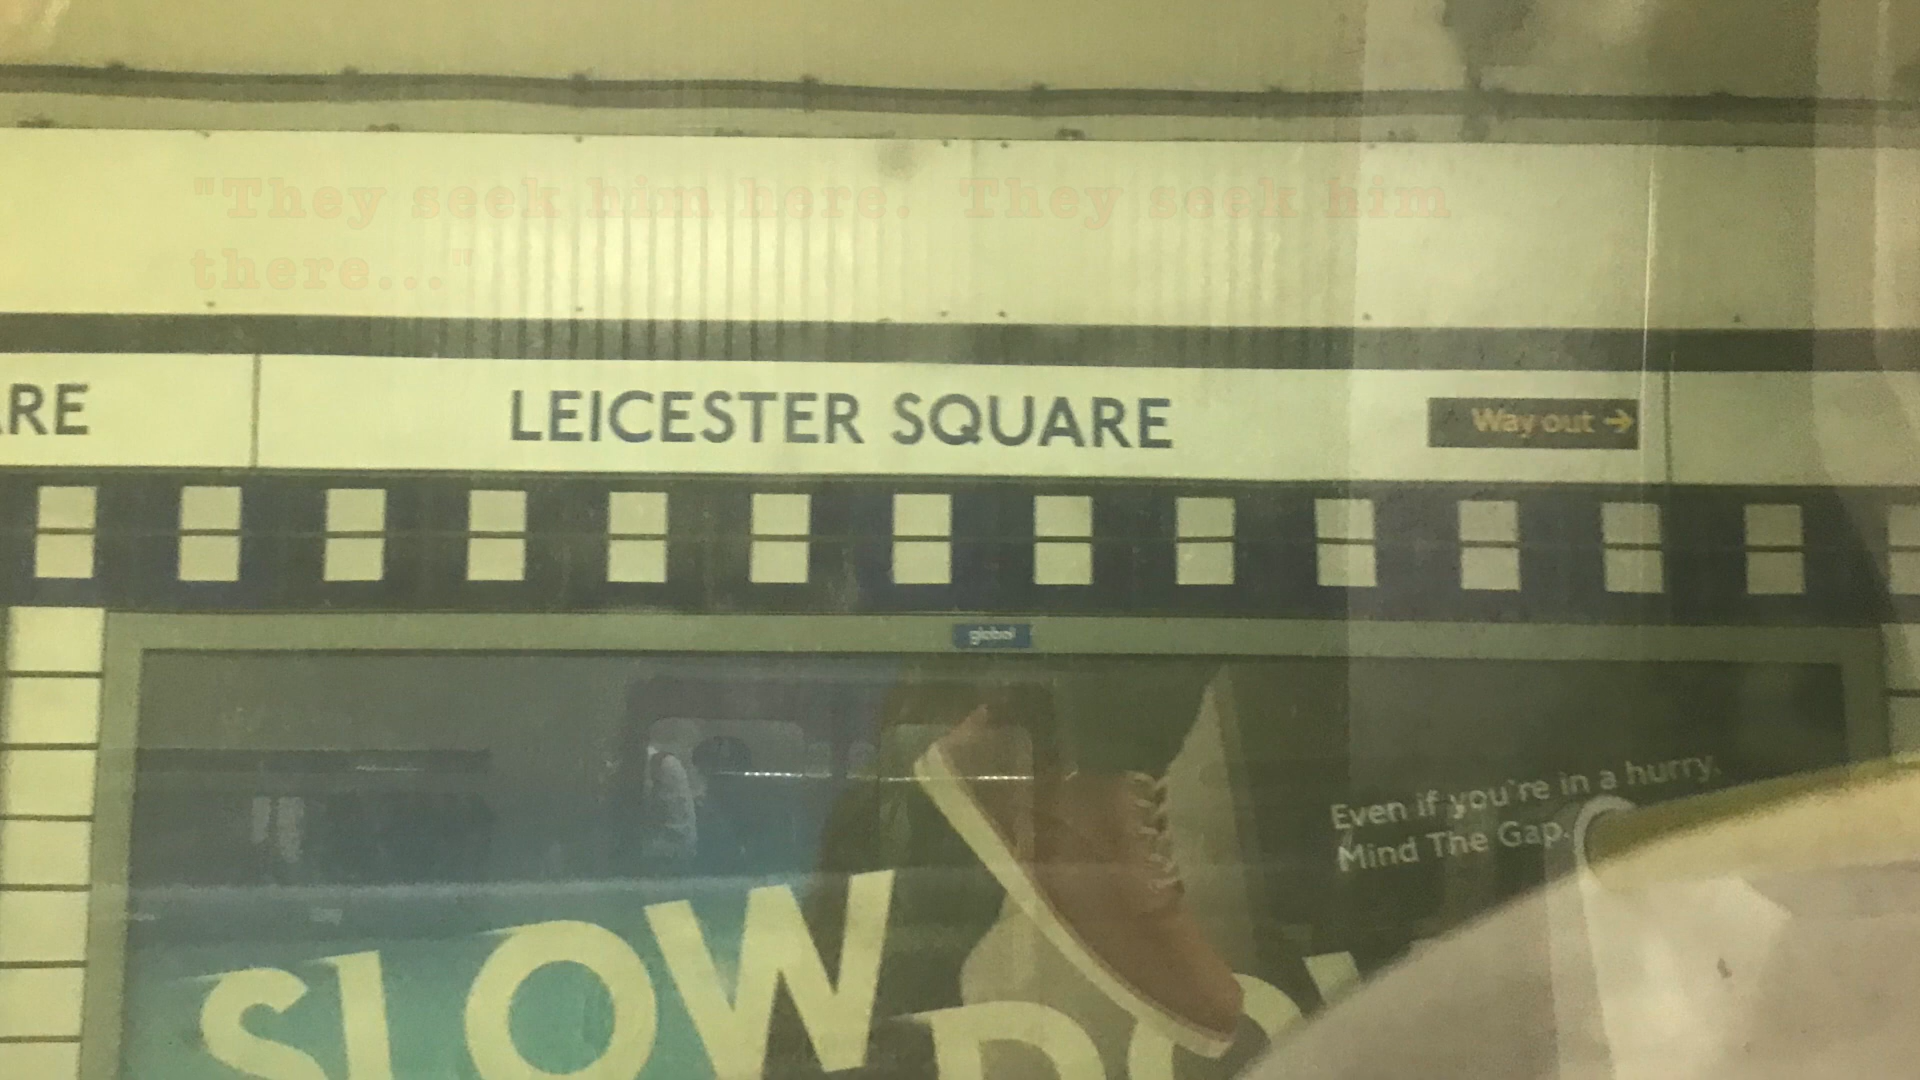 "They seek him here. They seek him
there..."
RE
LEICESTER SQUARE
Way out →
global
Even if you're in a hurry,
Mind The Gap.
SLOW
DO